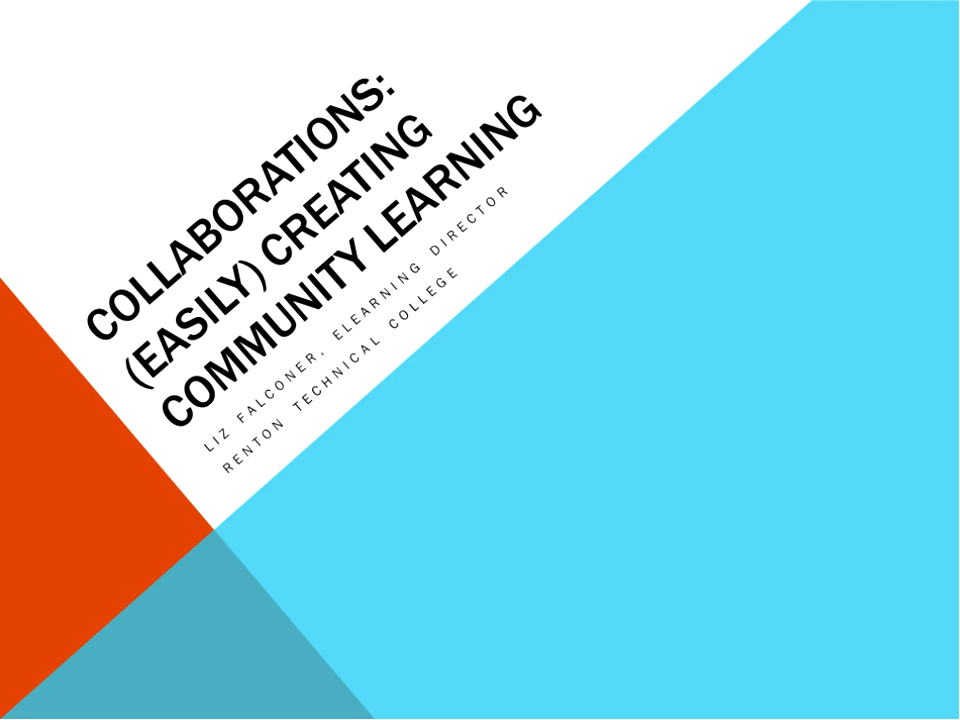 COLLABORATIONS:
(EASILY) CREATING
COMMUNITY LEARNING
LIZ FALCONER, ELEARNING DIRECTOR
RENTON TECHNICAL COLLEGE